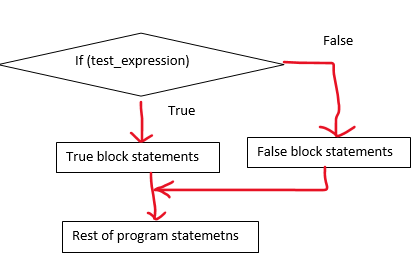 False
If (test_expression)
True
True block statements
False block statements
Rest of program statemetns